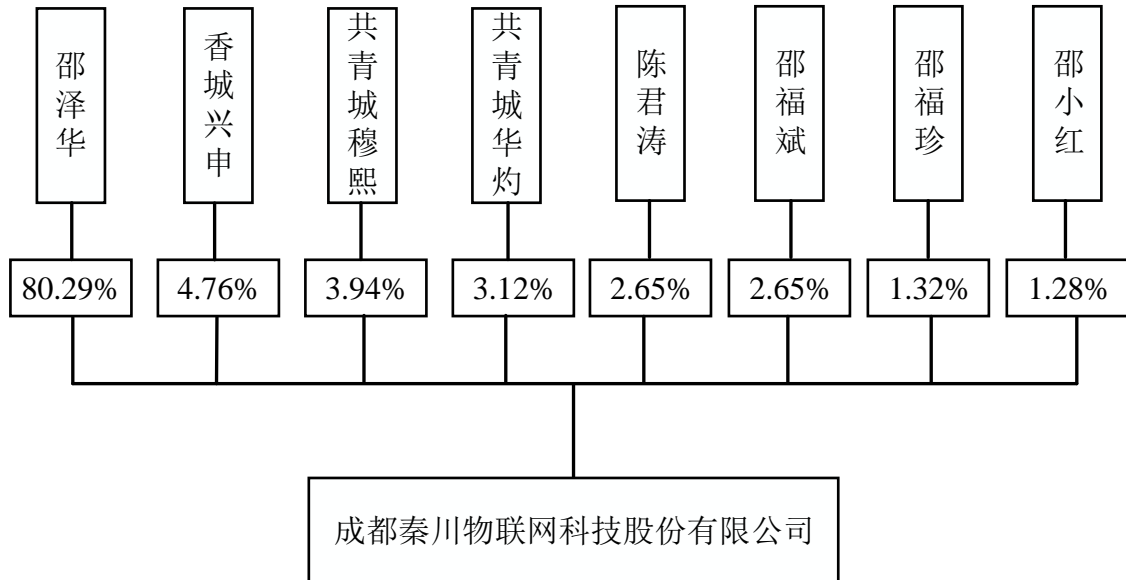 邵泽华
香城兴申
共青城穆熙
共青城华灼
陈君涛
邵福斌
邵福珍
邵小红
80.29%
4.76%
3.94%
3.12%
2.65%
2.65%
1.32%
1.28%
成都秦川物联网科技股份有限公司